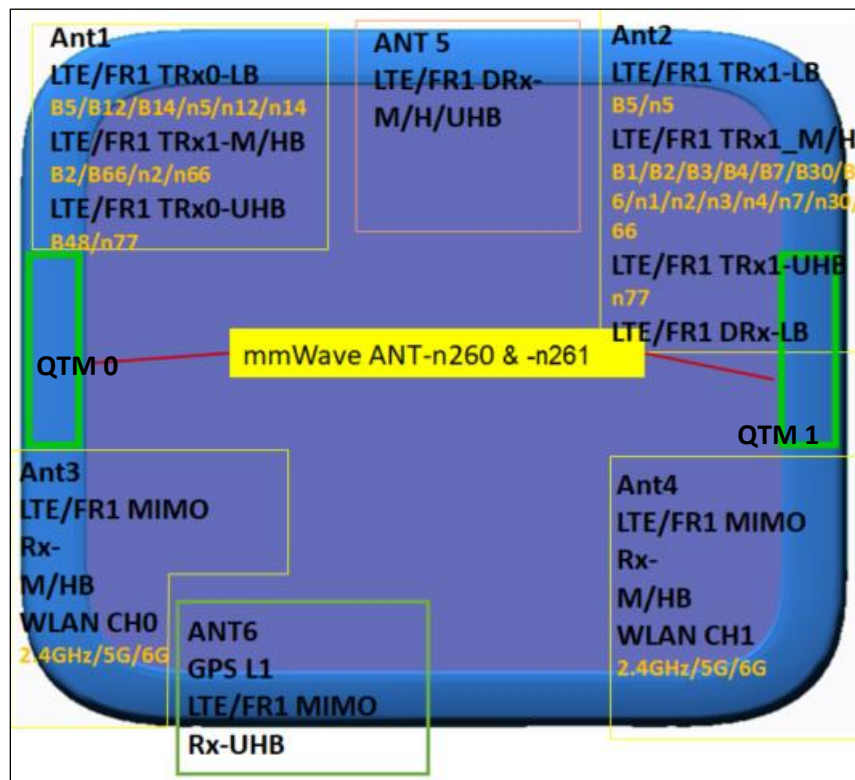 Ant1
LTE/FR1 TRx0-LB
B5/B12/B14/n5/n12/n14
LTE/FR1 TRx1-M/HB
B2/B66/n2/n66
LTE/FR1 TRx0-UHB
B48/n77
ANT 5
LTE/FR1 DRx-
M/H/UHB
Ant2
LTE/FR1 TRx1-LB
B5/n5
LTE/FR1 TRx1_M/H
B1/B2/B3/B4/B7/B30/B
6/n1/n2/n3/n4/n7/n30/
66
LTE/FR1 TRx1-UHB
n77
LTE/FR1 DRx-LB
QTM 0
mmWave ANT-n260 & -n261
QTM 1
Ant3
LTE/FR1 MIMO
Rx-
M/HB
WLAN CH0
2.4GHz/5G/6G
ANT6
GPS L1
LTE/FR1 MIMO
Rx-UHB
Ant4
LTE/FR1 MIMO
Rx-
M/HB
WLAN CH1
2.4GHz/5G/6G